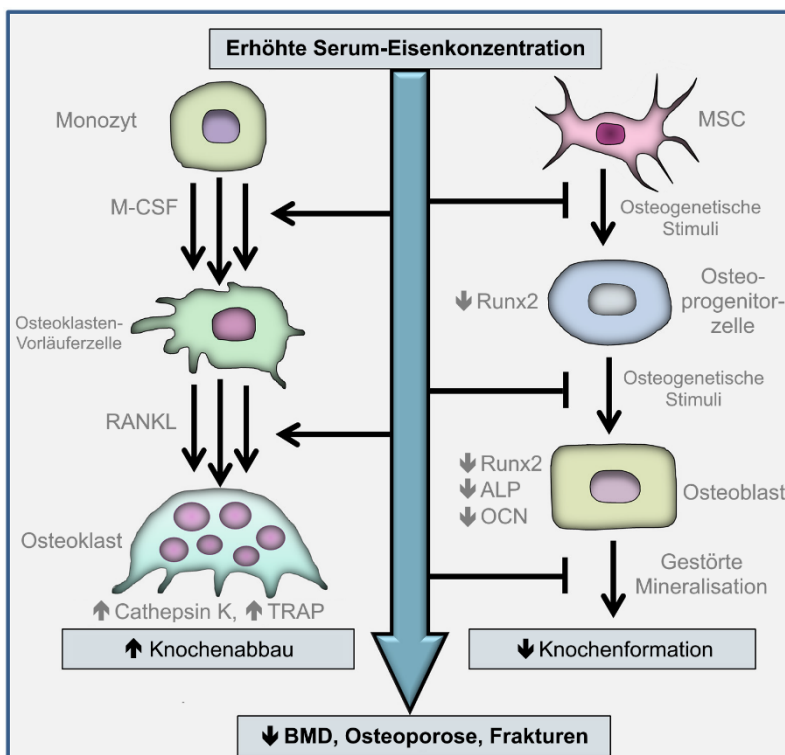 Erhöhte Serum-Eisenkonzentration
Monozyt
M-CSF
Osteoklasten-
Vorläuferzelle
RANKL
Osteoklast
Cathepsin K, TRAP
Knochenabbau
MSC
Osteogenetische
Stimuli
Runx2
Osteo-
progenitor-
zelle
Osteogenetische
Stimuli
Runx2
ALP
OCN
Osteoblast
Gestörte
Mineralisation
Knochenformation
BMD, Osteoporose, Frakturen